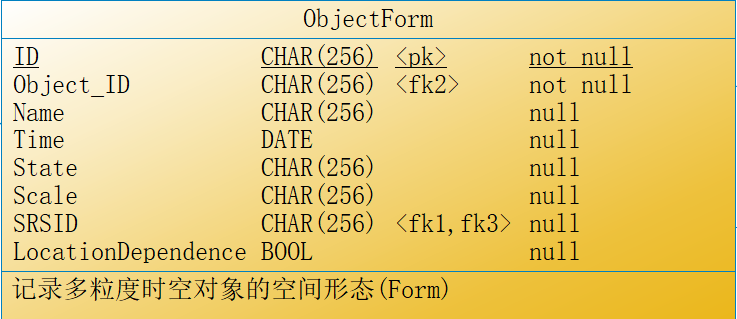 ObjectForm
ID CHAR(256) <pk> not null
Object_ID CHAR(256) <fk2> not null
Name CHAR(256) null
Time DATE null
State CHAR(256) null
Scale CHAR(256) null
SRSID CHAR(256) <fk1,fk3> null
LocationDependence BOOL null
记录多粒度时空对象的空间形态(Form)